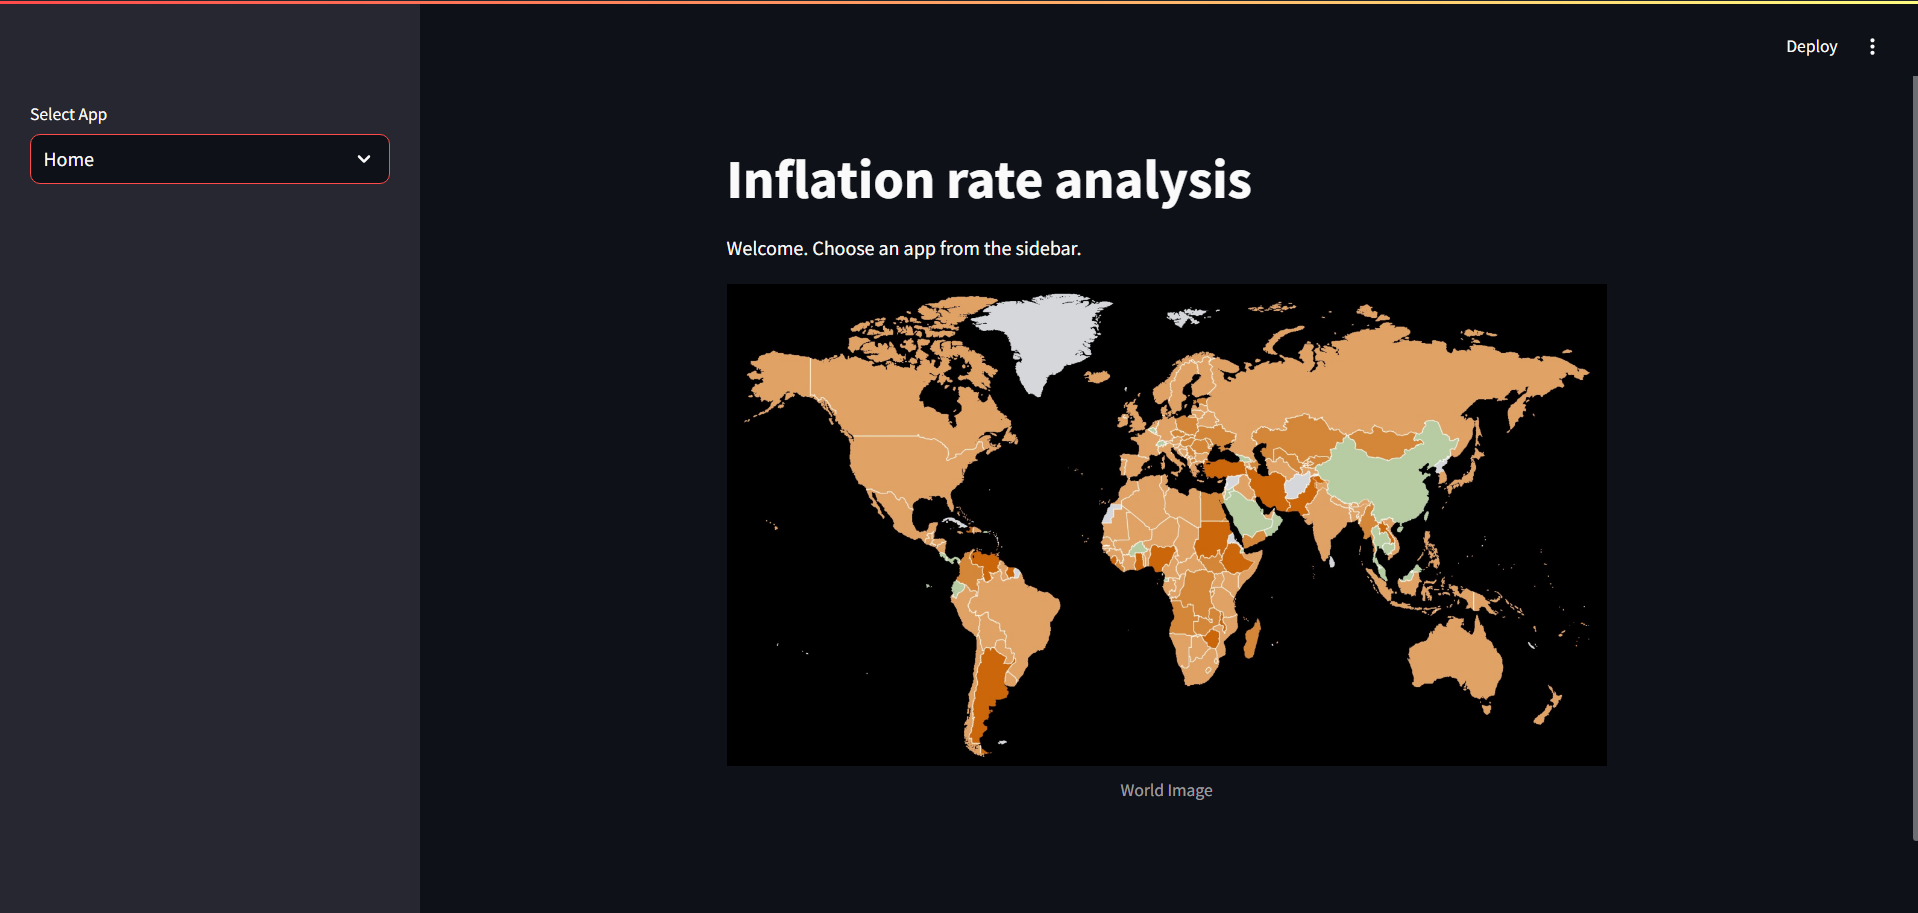 Deploy
Select App
Home
Inflation rate analysis
Welcome. Choose an app from the sidebar.
World Image